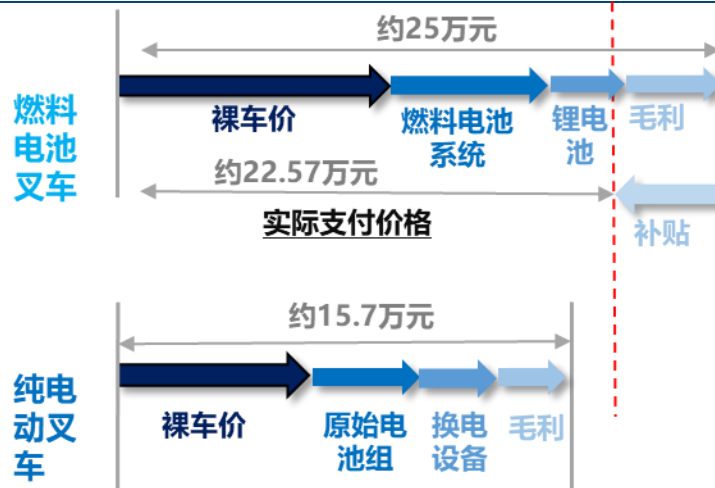 约25万元
燃料
电池
叉车
裸车价
燃料电池
系统
锂电
池
毛利
约22.57万元
实际支付价格
补贴
约15.7万元
纯电
动叉
车
裸车价
原始电
池组
换电
设备
毛利